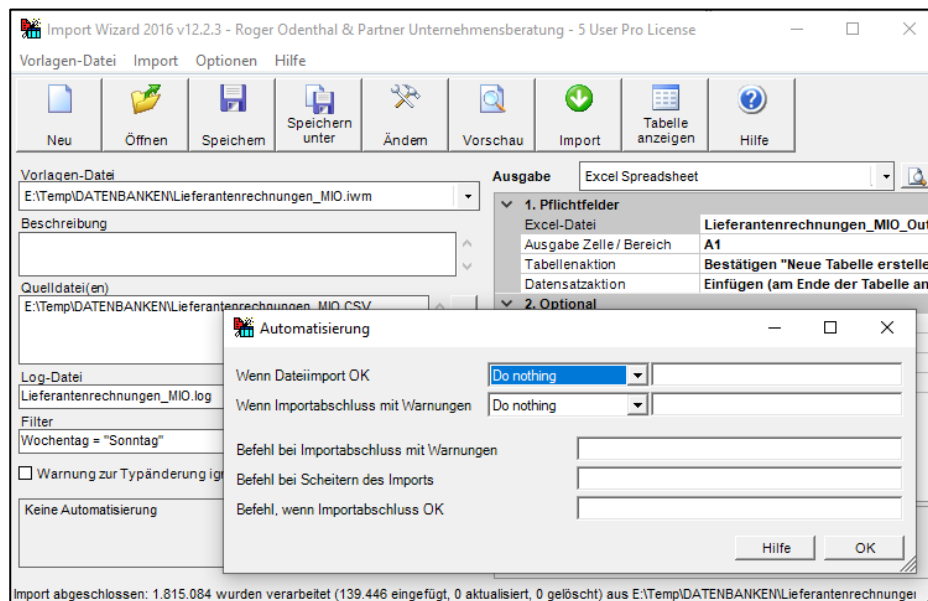 Import Wizard 2016 v12.2.3 - Roger Odenthal & Partner Unternehmensberatung - 5 User Pro License
Vorlagen-Datei Import Optionen Hilfe
Neu Öffnen Speichern Speichern unter Ändern Vorschau Import Tabelle anzeigen Hilfe
Vorlagen-Datei
E:\Temp\DATENBANKEN\Lieferantenrechnungen_MIO.iwm
Beschreibung
Quelldatei(en)
E:\Temp\DATENBANKEN\Lieferantenrechnungen_MIO.CSV
Log-Datei
Lieferantenrechnungen_MIO.log
Filter
Wochentag = "Sonntag"
Warnung zur Typänderung ig
Keine Automatisierung
Ausgabe Excel Spreadsheet
1. Pflichtfelder
Excel-Datei Lieferantenrechnungen_MIO_Out
Ausgabe Zelle / Bereich A1
Tabellenaktion Bestätigen "Neue Tabelle erstelle
Datensatzaktion Einfügen (am Ende der Tabelle an
2. Optional
Automatisierung
Wenn Dateiimport OK Do nothing
Wenn Importabschluss mit Warnungen Do nothing
Befehl bei Importabschluss mit Warnungen
Befehl bei Scheitern des Imports
Befehl, wenn Importabschluss OK
Hilfe OK
Import abgeschlossen: 1.815.084 wurden verarbeitet (139.446 eingefügt, 0 aktualisiert, 0 gelöscht) aus E:\Temp\DATENBANKEN\Lieferantenrechnunge